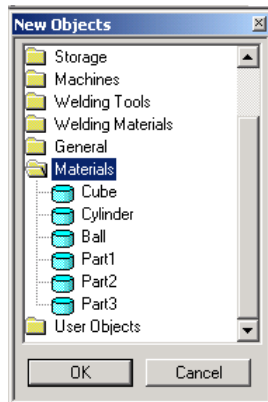 New Objects
Storage
Machines
Welding Tools
Welding Materials
General
Materials
Cube
Cylinder
Ball
Part1
Part2
Part3
User Objects
OK Cancel